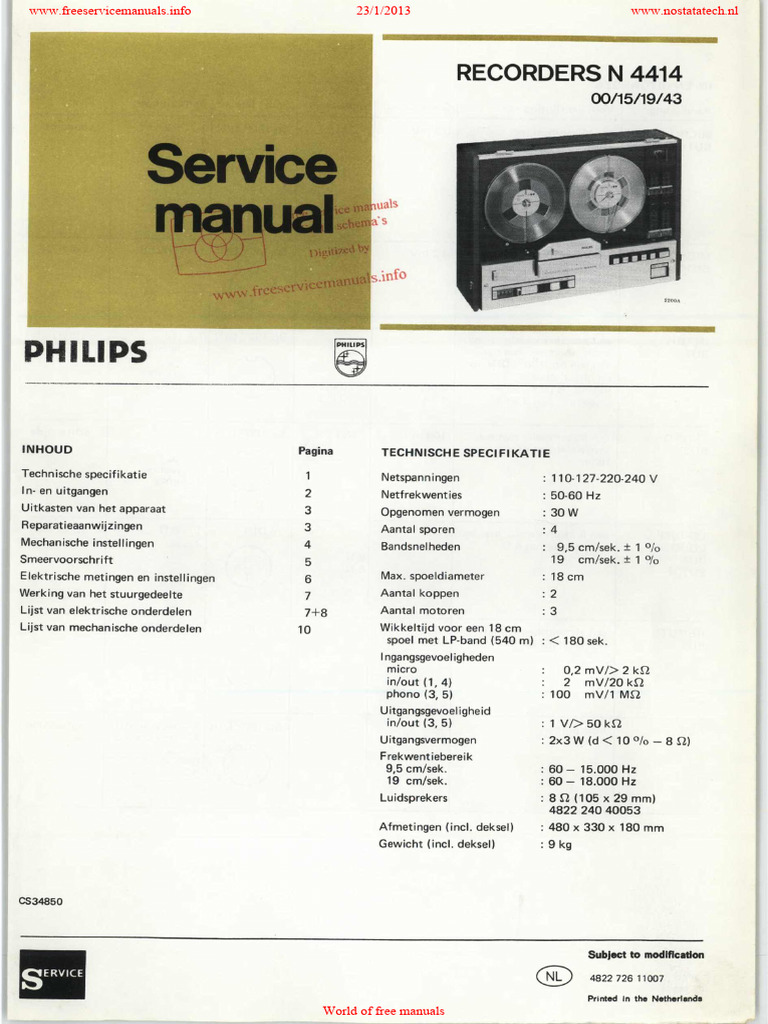 www.freeservicemanuals.info 23/1/2013 www.nostatatech.nl
RECORDERS N 4414
00/15/19/43
Service
manual
ice manuals
schema's
Digitized by
www.freeservicemanuals.info
E200A
PHILIPS
PHILIPS
INHOUD Pagina
Technische specifikatie 1
In- en uitgangen 2
Uitkasten van het apparaat 3
Reparatieaanwijzingen 3
Mechanische instellingen 4
Smeervoorschrift 5
Elektrische metingen en instellingen 6
Werking van het stuurgedeelte 7
Lijst van elektrische onderdelen 7+8
Lijst van mechanische onderdelen 10
TECHNISCHE SPECIFIKATIE
Netspanningen : 110-127-220-240 V
Netfrekwenties : 50-60 Hz
Opgenomen vermogen : 30 W
Aantal sporen : 4
Bandsnelheden : 9,5 cm/sek. ± 1 %
19 cm/sek. ± 1 %
Max. spoeldiameter : 18 cm
Aantal koppen : 2
Aantal motoren : 3
Wikkeltijd voor een 18 cm
spoel met LP-band (540 m) : < 180 sek.
Ingangsgevoeligheden
micro : 0,2 mV/> 2 kΩ
in/out (1, 4) : 2 mV/20 kΩ
phono (3, 5) : 100 mV/1 MΩ
Uitgangsgevoeligheid
in/out (3, 5) : 1 V/> 50 kΩ
Uitgangsvermogen : 2x3 W (d < 10 % – 8 Ω)
Frekwentiebereik
9,5 cm/sek. : 60 – 15.000 Hz
19 cm/sek. : 60 – 18.000 Hz
Luidsprekers : 8 Ω (105 x 29 mm)
4822 240 40053
Afmetingen (incl. deksel) : 480 x 330 x 180 mm
Gewicht (incl. deksel) : 9 kg
CS34850
SERVICE
Subject to modification
NL 4822 726 11007
Printed in the Netherlands
World of free manuals